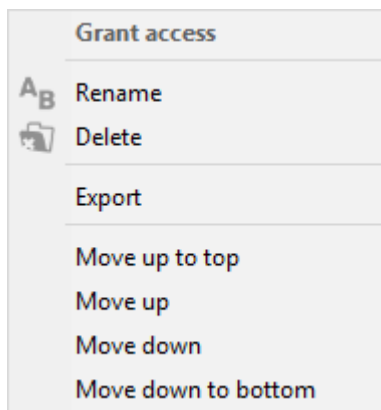 Grant access
Rename
Delete
Export
Move up to top
Move up
Move down
Move down to bottom